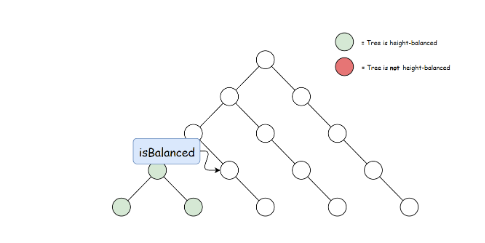 = Tree is height-balanced
= Tree is not height-balanced
isBalanced